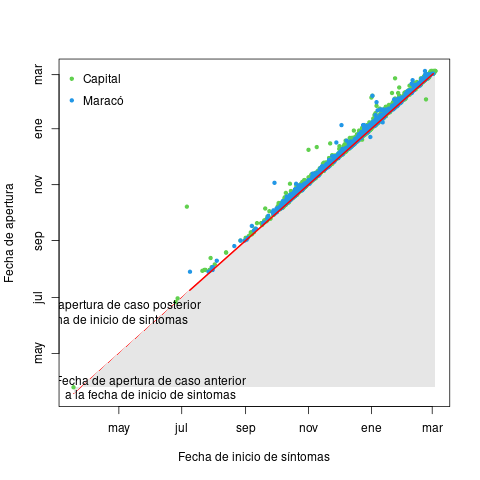 Capital
Maracó
mar
ene
nov
sep
jul
may
Fecha de apertura
apertura de caso posterior
de inicio de sintomas
Fecha de apertura de caso anterior
a la fecha de inicio de sintomas
may
jul
sep
nov
ene
mar
Fecha de inicio de síntomas